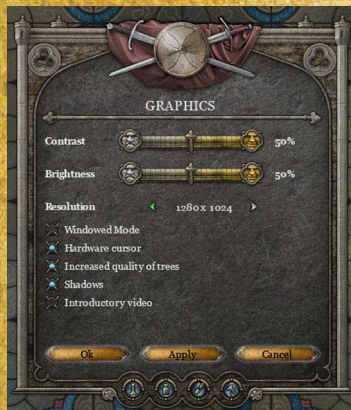 GRAPHICS
Contrast 50%
Brightness 50%
Resolution 1280x 1024
Windowed Mode
Hardware cursor
Increased quality of trees
Shadows
Introductory video
Ok Apply Cancel